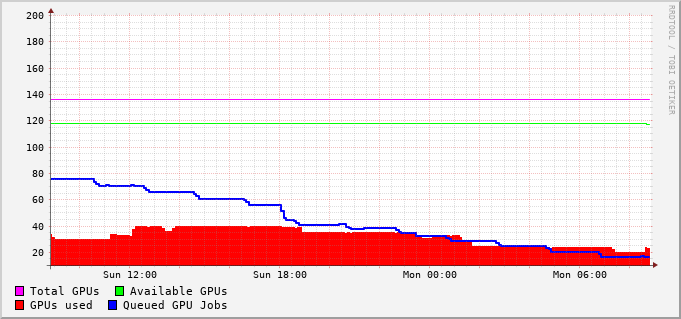 200
180
160
140
120
100
80
60
40
20
Sun 12:00 Sun 18:00 Mon 00:00 Mon 06:00
Total GPUs Available GPUs
GPUs used Queued GPU Jobs
RRDTOOL / TOBI OETIKER